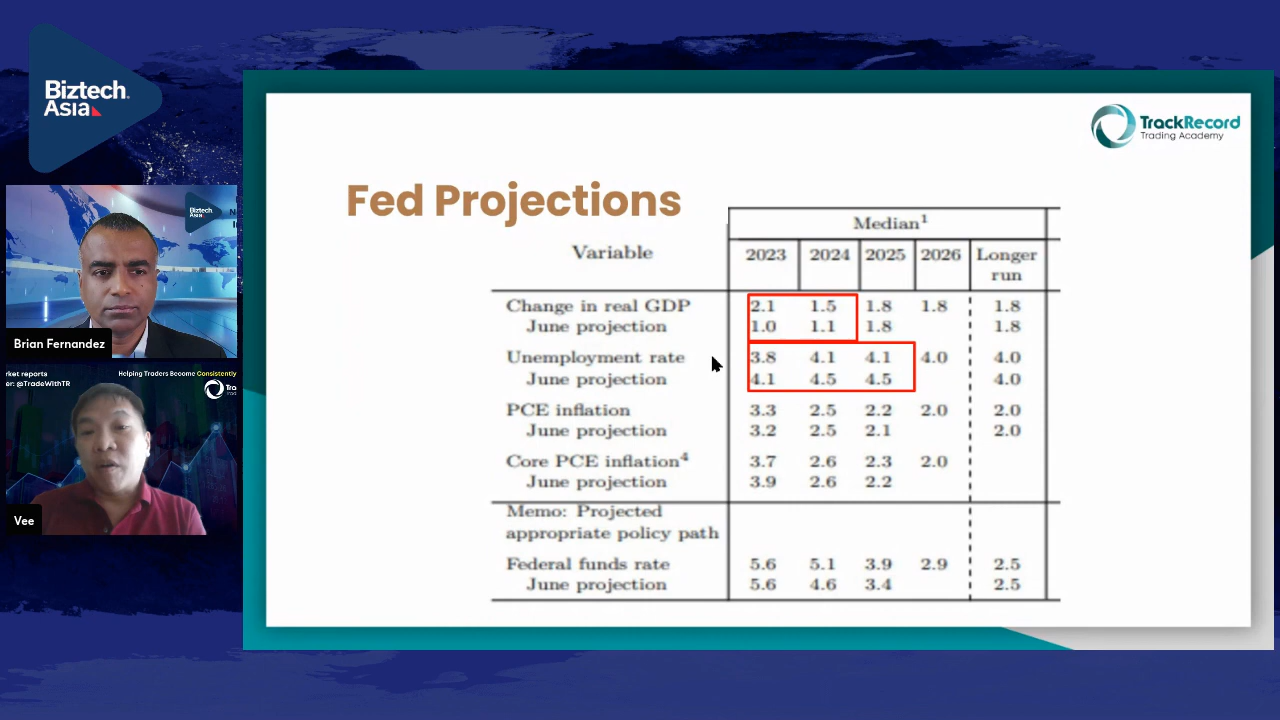 Biztech
Asia
Brian Fernandez
ket reports
er: @TradeWithTR
Helping Traders Become Consistently
Vee
TrackRecord
Trading Academy
Fed Projections
Median1
Variable
2023 2024 2025 2026 Longer run
Change in real GDP 2.1 1.5 1.8 1.8 1.8
June projection 1.0 1.1 1.8 1.8
Unemployment rate 3.8 4.1 4.1 4.0 4.0
June projection 4.1 4.5 4.5 4.0
PCE inflation 3.3 2.5 2.2 2.0 2.0
June projection 3.2 2.5 2.1 2.0
Core PCE inflation4 3.7 2.6 2.3 2.0
June projection 3.9 2.6 2.2
Memo: Projected
appropriate policy path
Federal funds rate 5.6 5.1 3.9 2.9 2.5
June projection 5.6 4.6 3.4 2.5